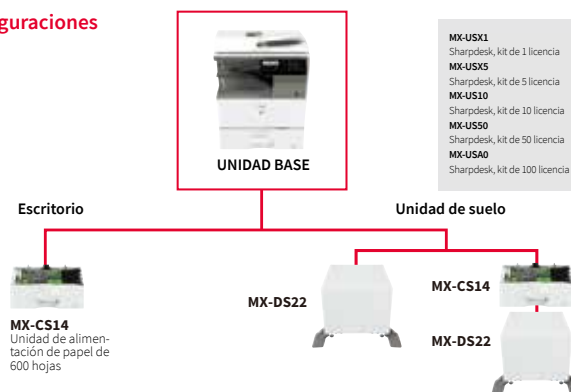 guraciones
UNIDAD BASE
MX-USX1
Sharpdesk, kit de 1 licencia
MX-USX5
Sharpdesk, kit de 5 licencia
MX-US10
Sharpdesk, kit de 10 licencia
MX-US50
Sharpdesk, kit de 50 licencia
MX-USA0
Sharpdesk, kit de 100 licencia
Escritorio
Unidad de suelo
MX-CS14
Unidad de alimen-
tación de papel de
600 hojas
MX-DS22
MX-CS14
MX-DS22